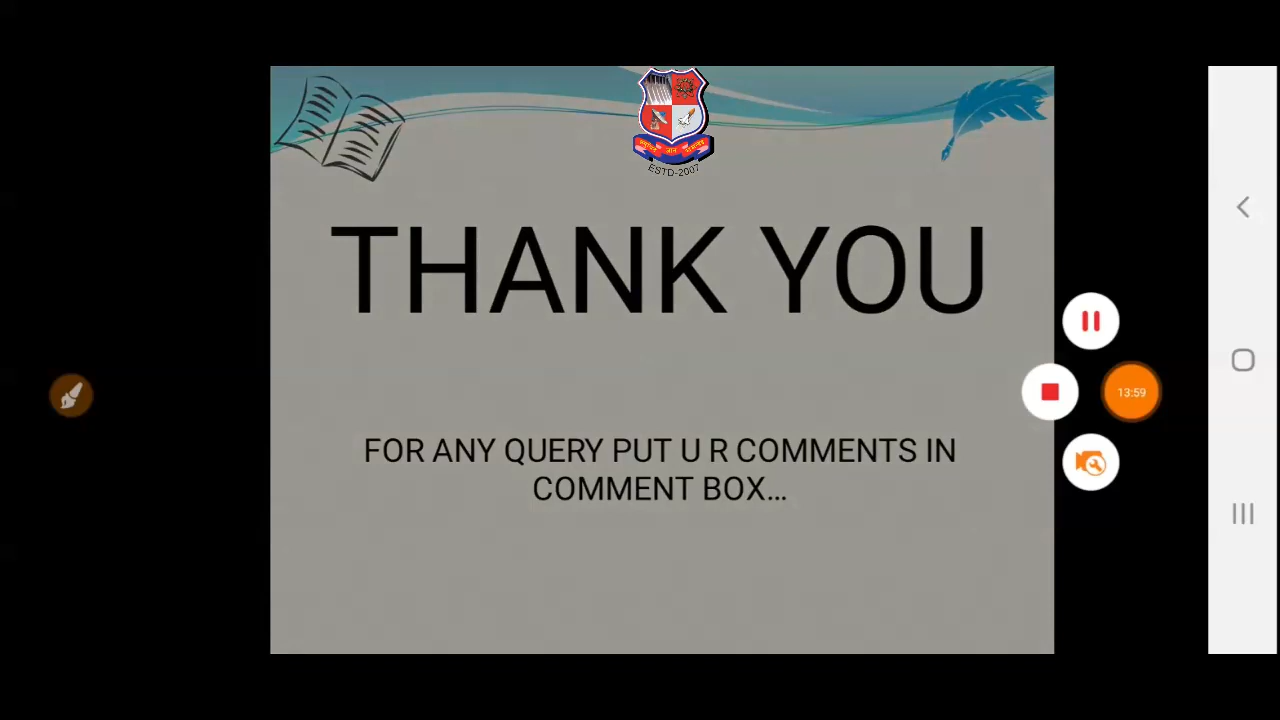 ESTD-2007
THANK YOU
13:59
FOR ANY QUERY PUT U R COMMENTS IN
COMMENT BOX...